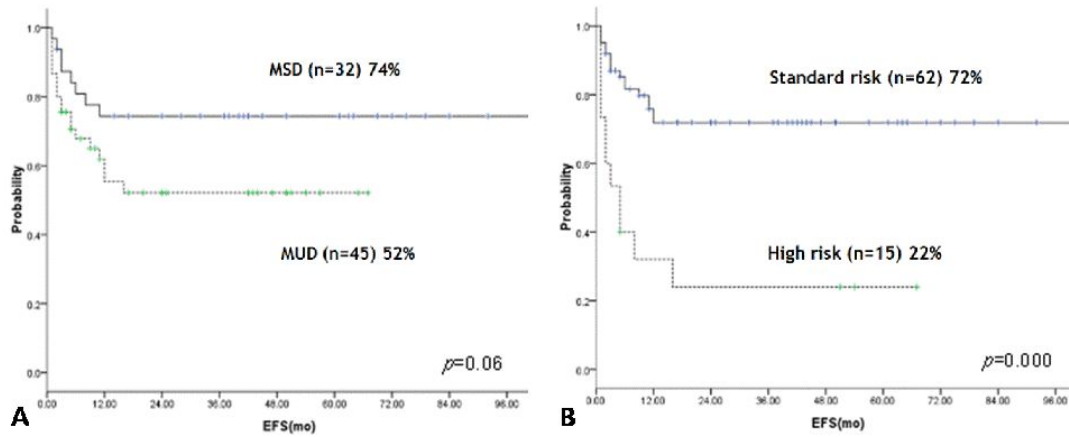 1.0
0.8
0.6
0.4
0.2
0.0
Probability
MSD (n=32) 74%
MUD (n=45) 52%
p=0.06
0.00 12.00 24.00 36.00 48.00 60.00 72.00 84.00 96.00
EFS(mo)
A
1.0
0.8
0.6
0.4
0.2
0.0
Probability
Standard risk (n=62) 72%
High risk (n=15) 22%
p=0.000
0.00 12.00 24.00 36.00 48.00 60.00 72.00 84.00 96.00
EFS(mo)
B